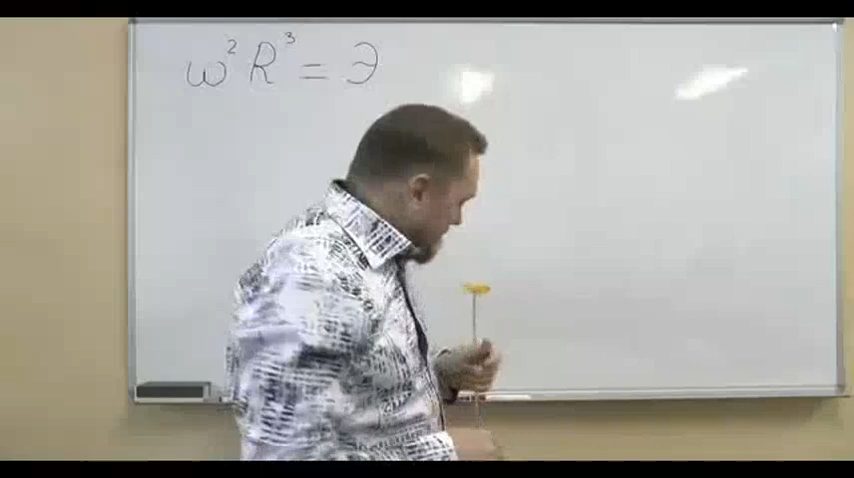 ω²R³ = Э